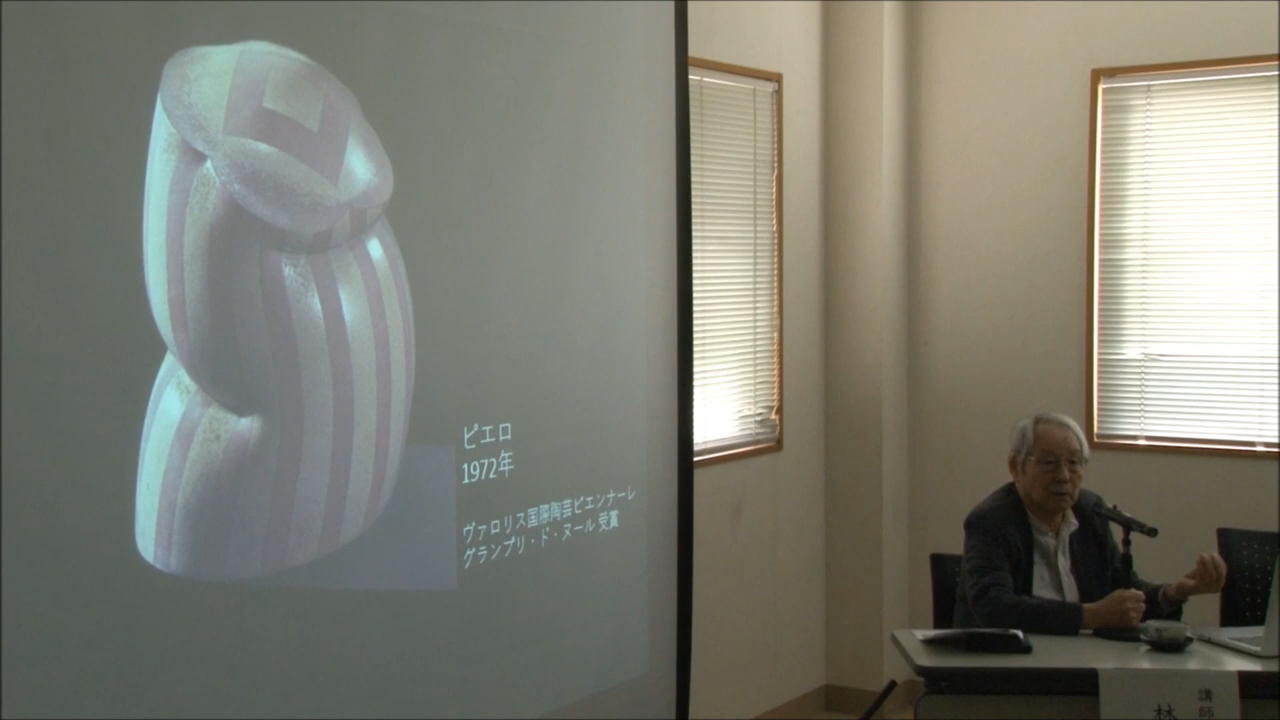 ピエロ
1972年
ヴァロリス国際陶芸ビエンナーレ
グランプリ・ド・ヌール 受賞
講師
林